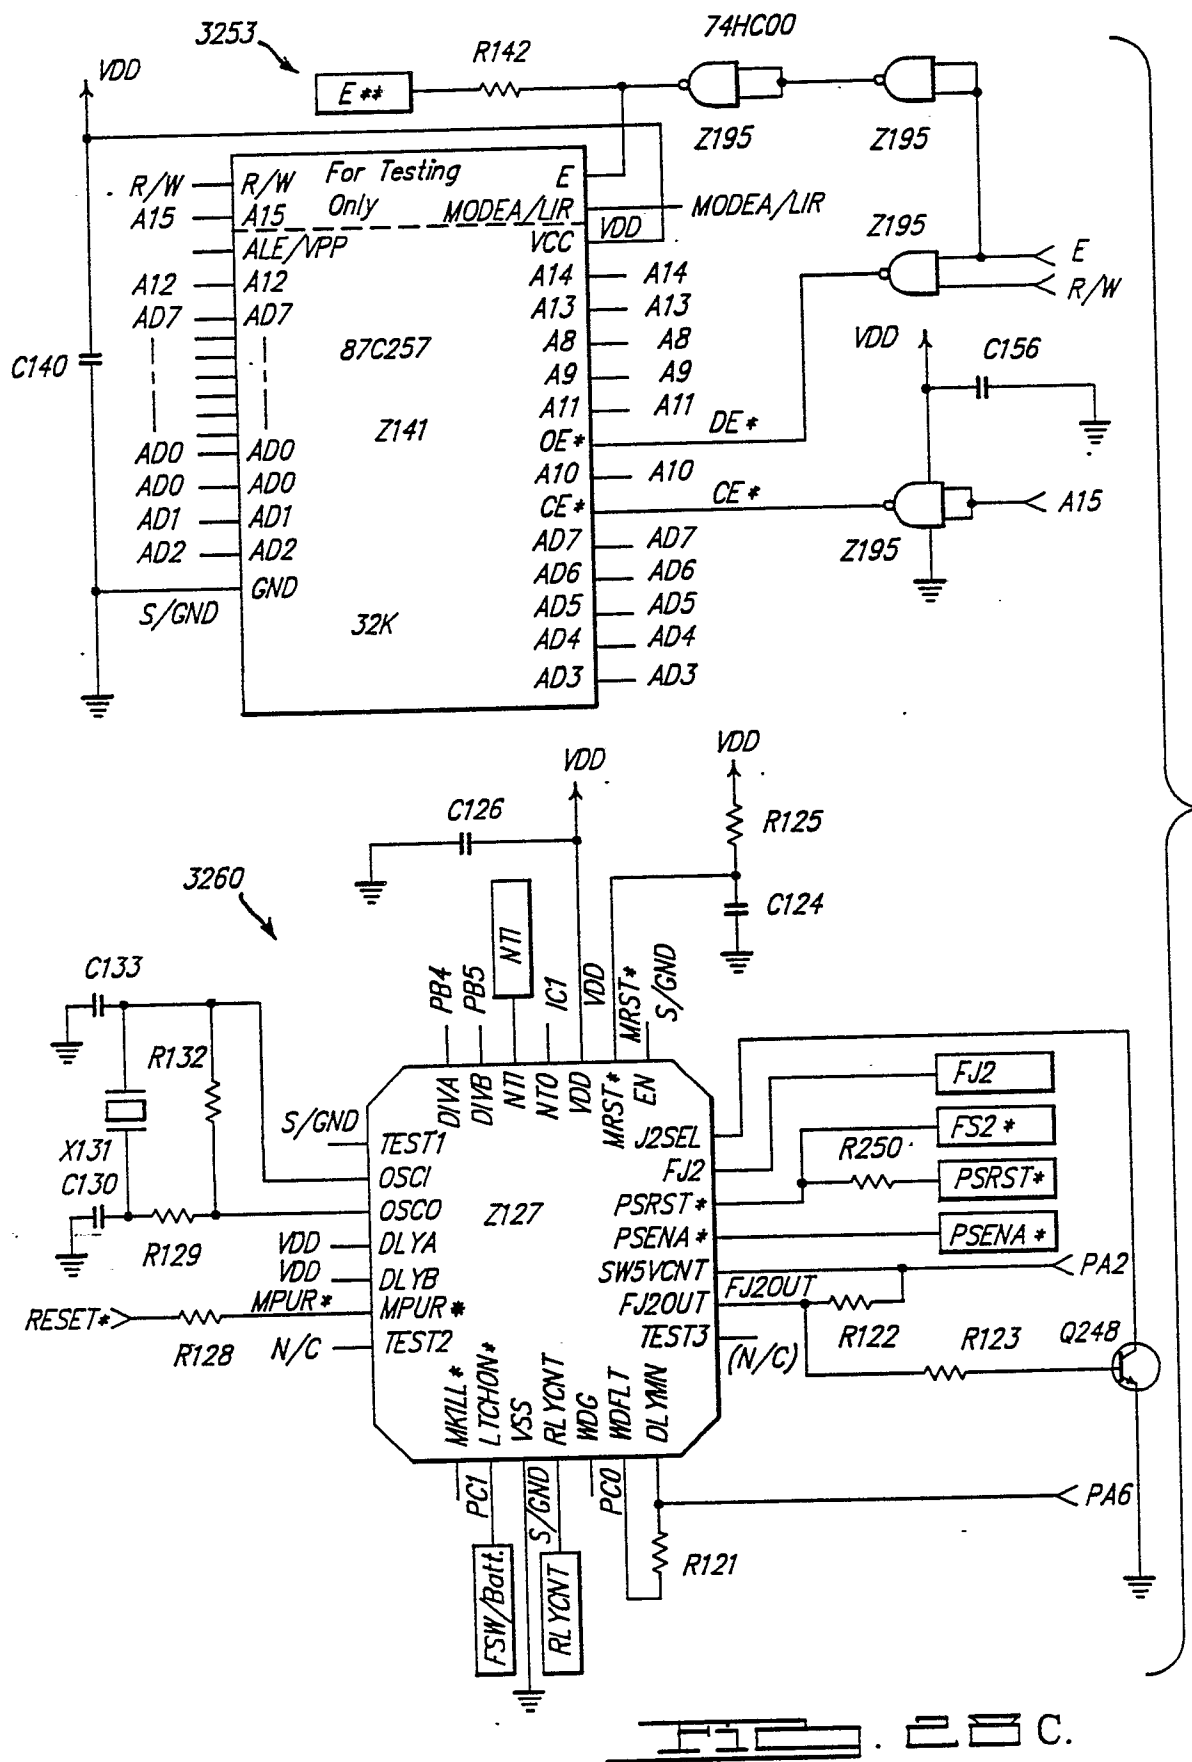 3253
74HC00
VDD
R142
E**
Z195
Z195
R/W
R/W
For Testing
Only
E
A15
A15
MODEA/LIR
MODEA/LIR
ALE/VPP
VDD
VCC
Z195
E
R/W
A12
A12
A14
A14
AD7
AD7
A13
A13
C140
87C257
A8
A8
VDD
C156
A9
A9
A11
A11
Z141
OE*
DE*
AD0
AD0
A10
A10
AD0
AD0
CE*
CE*
A15
AD1
AD1
AD7
AD7
Z195
AD2
AD2
AD6
AD6
GND
S/GND
AD5
AD5
32K
AD4
AD4
AD3
AD3
VDD
VDD
C126
R125
3260
C124
NTI
C133
PB4
PB5
IC1
VDD
MRST*
S/GND
R132
DIVA
DIVB
NTI
NTO
VDD
MRST*
EN
FJ2
S/GND
TEST1
J2SEL
FS2*
X131
OSCI
FJ2
R250
PSRST*
C130
OSCO
Z127
PSRST*
R129
VDD
DLYA
PSENA*
PSENA*
VDD
DLYB
SW5VCNT
PA2
RESET*
MPUR*
MPUR*
FJ2OUT
FJ2OUT
R128
N/C
TEST2
TEST3
(N/C)
R122
R123
Q248
MKILL*
LTCHON*
VSS
RLYCNT
WDG
WDFLT
DLYMN
PC1
S/GND
PC0
PA6
FSW/Batt.
RLYCNT
R121
C.